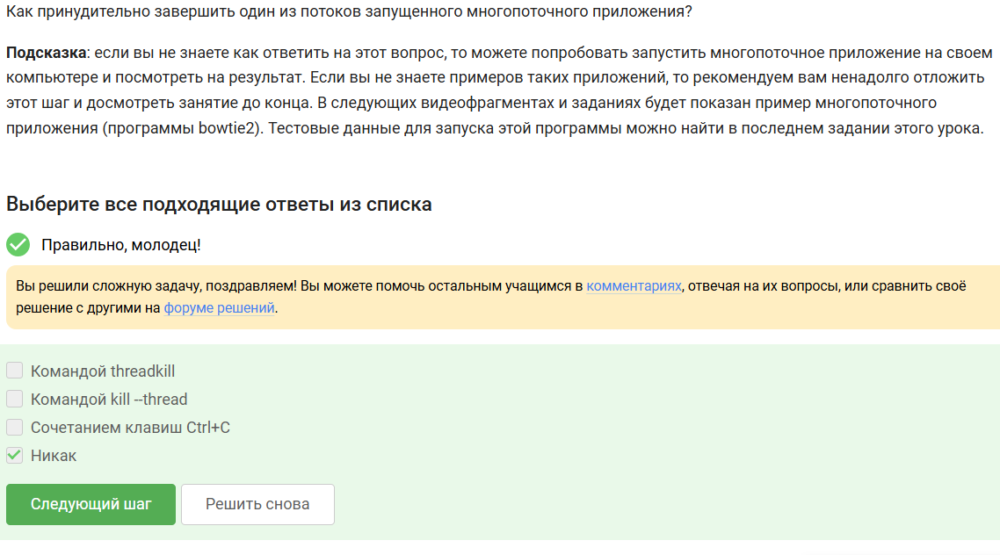 Как принудительно завершить один из потоков запущенного многопоточного приложения?
Подсказка: если вы не знаете как ответить на этот вопрос, то можете попробовать запустить многопоточное приложение на своем
компьютере и посмотреть на результат. Если вы не знаете примеров таких приложений, то рекомендуем вам ненадолго отложить
этот шаг и досмотреть занятие до конца. В следующих видеофрагментах и заданиях будет показан пример многопоточного
приложения (программы bowtie2). Тестовые данные для запуска этой программы можно найти в последнем задании этого урока.
Выберите все подходящие ответы из списка
Правильно, молодец!
Вы решили сложную задачу, поздравляем! Вы можете помочь остальным учащимся в комментариях, отвечая на их вопросы, или сравнить своё
решение с другими на форуме решений.
Командой threadkill
Командой kill --thread
Сочетанием клавиш Ctrl+C
Никак
Следующий шаг
Решить снова